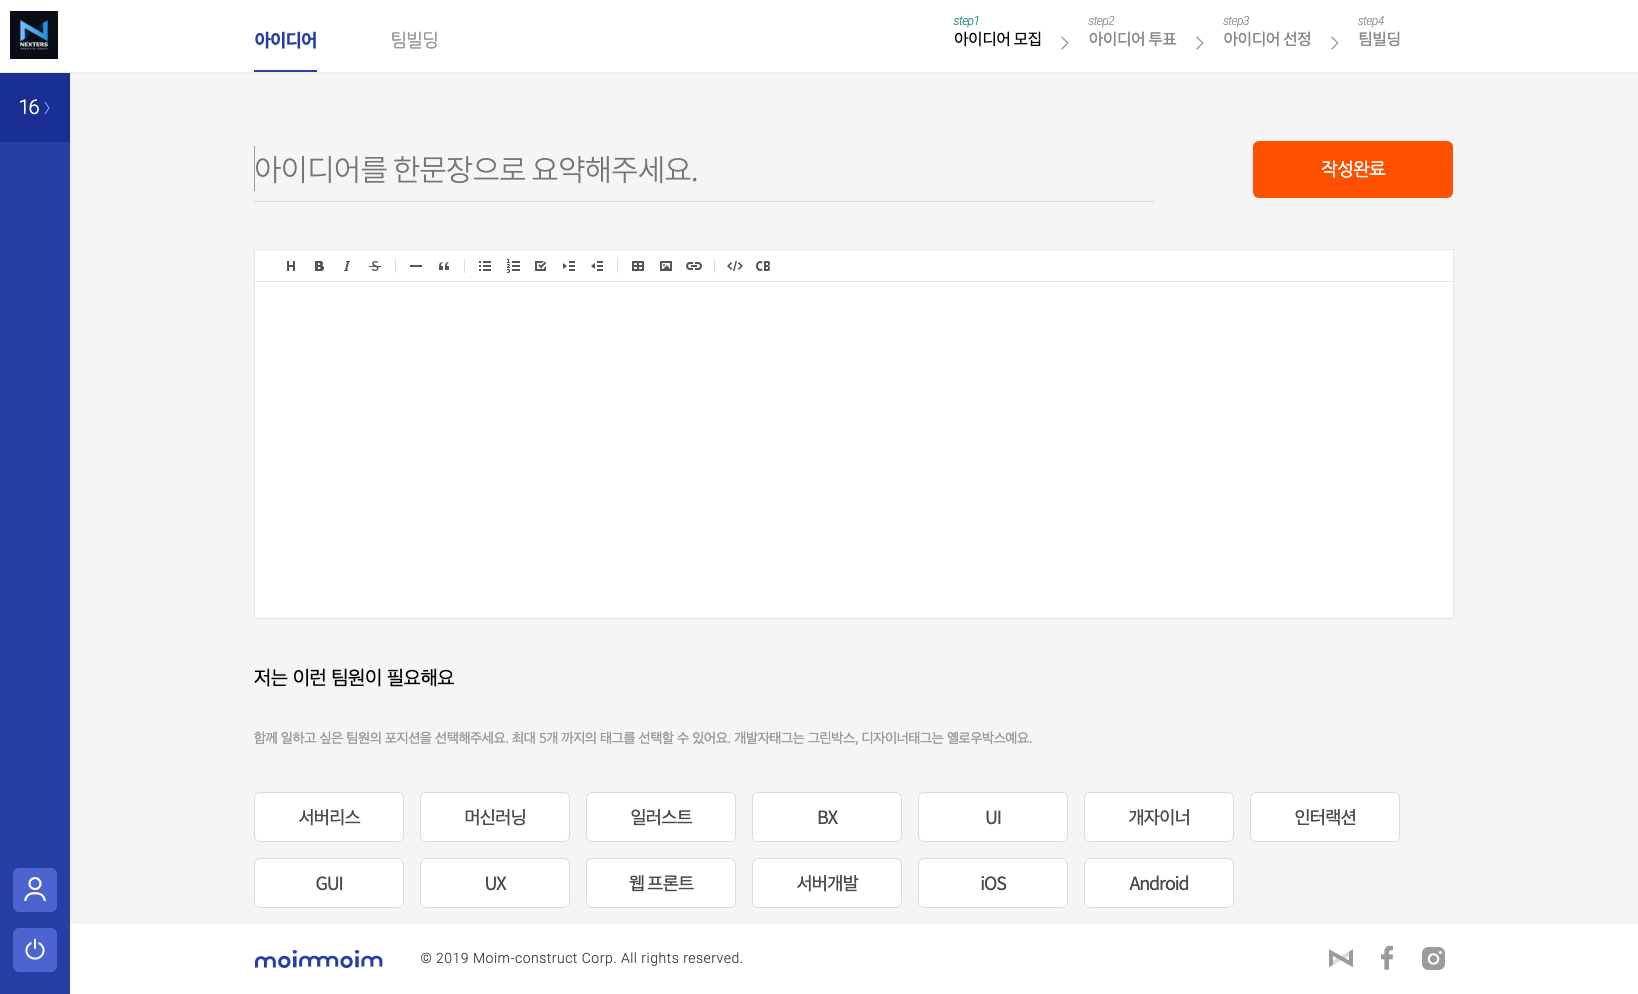 NEXTERS
아이디어
팀빌딩
step1
아이디어 모집
step2
아이디어 투표
step3
아이디어 선정
step4
팀빌딩
16
아이디어를 한문장으로 요약해주세요.
작성완료
H B I S CB
저는 이런 팀원이 필요해요
함께 일하고 싶은 팀원의 포지션을 선택해주세요. 최대 5개 까지의 태그를 선택할 수 있어요. 개발자태그는 그린박스, 디자이너태그는 옐로우박스예요.
서버리스 머신러닝 일러스트 BX UI 개자이너 인터랙션
GUI UX 웹 프론트 서버개발 iOS Android
moimmoim
© 2019 Moim-construct Corp. All rights reserved.